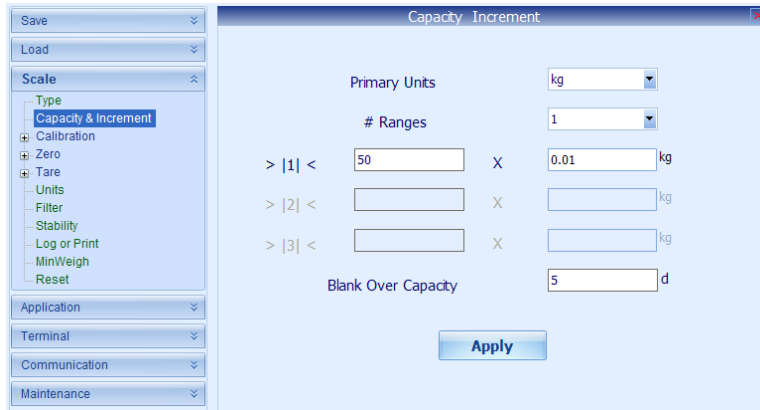 Save
Load
Scale
Type
Capacity & Increment
Calibration
Zero
Tare
Units
Filter
Stability
Log or Print
MinWeigh
Reset
Application
Terminal
Communication
Maintenance
Capacity Increment
Primary Units kg
# Ranges 1
> |1| < 50 X 0.01 kg
> |2| < X kg
> |3| < X kg
Blank Over Capacity 5 d
Apply